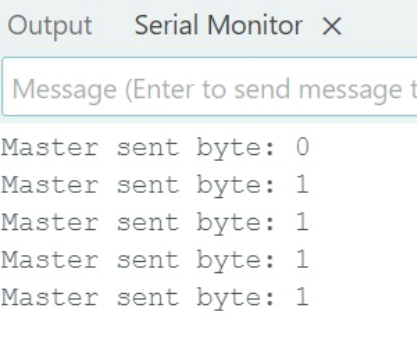 Output Serial Monitor ×
Message (Enter to send message t
Master sent byte: 0
Master sent byte: 1
Master sent byte: 1
Master sent byte: 1
Master sent byte: 1